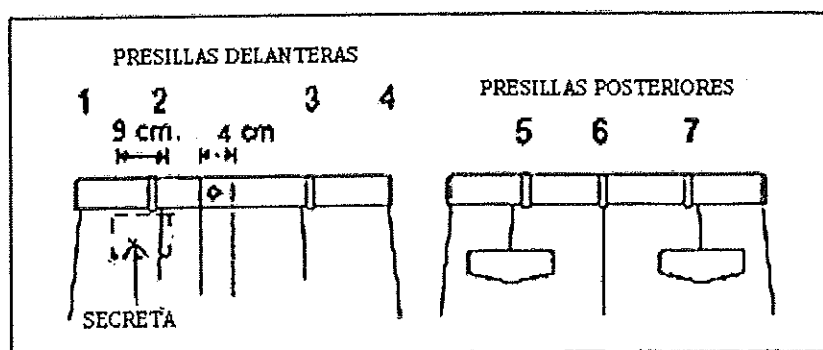 PRESILLAS DELANTERAS
1 2 3 4
9 cm. 4 cm
SECRETA
PRESILLAS POSTERIORES
5 6 7